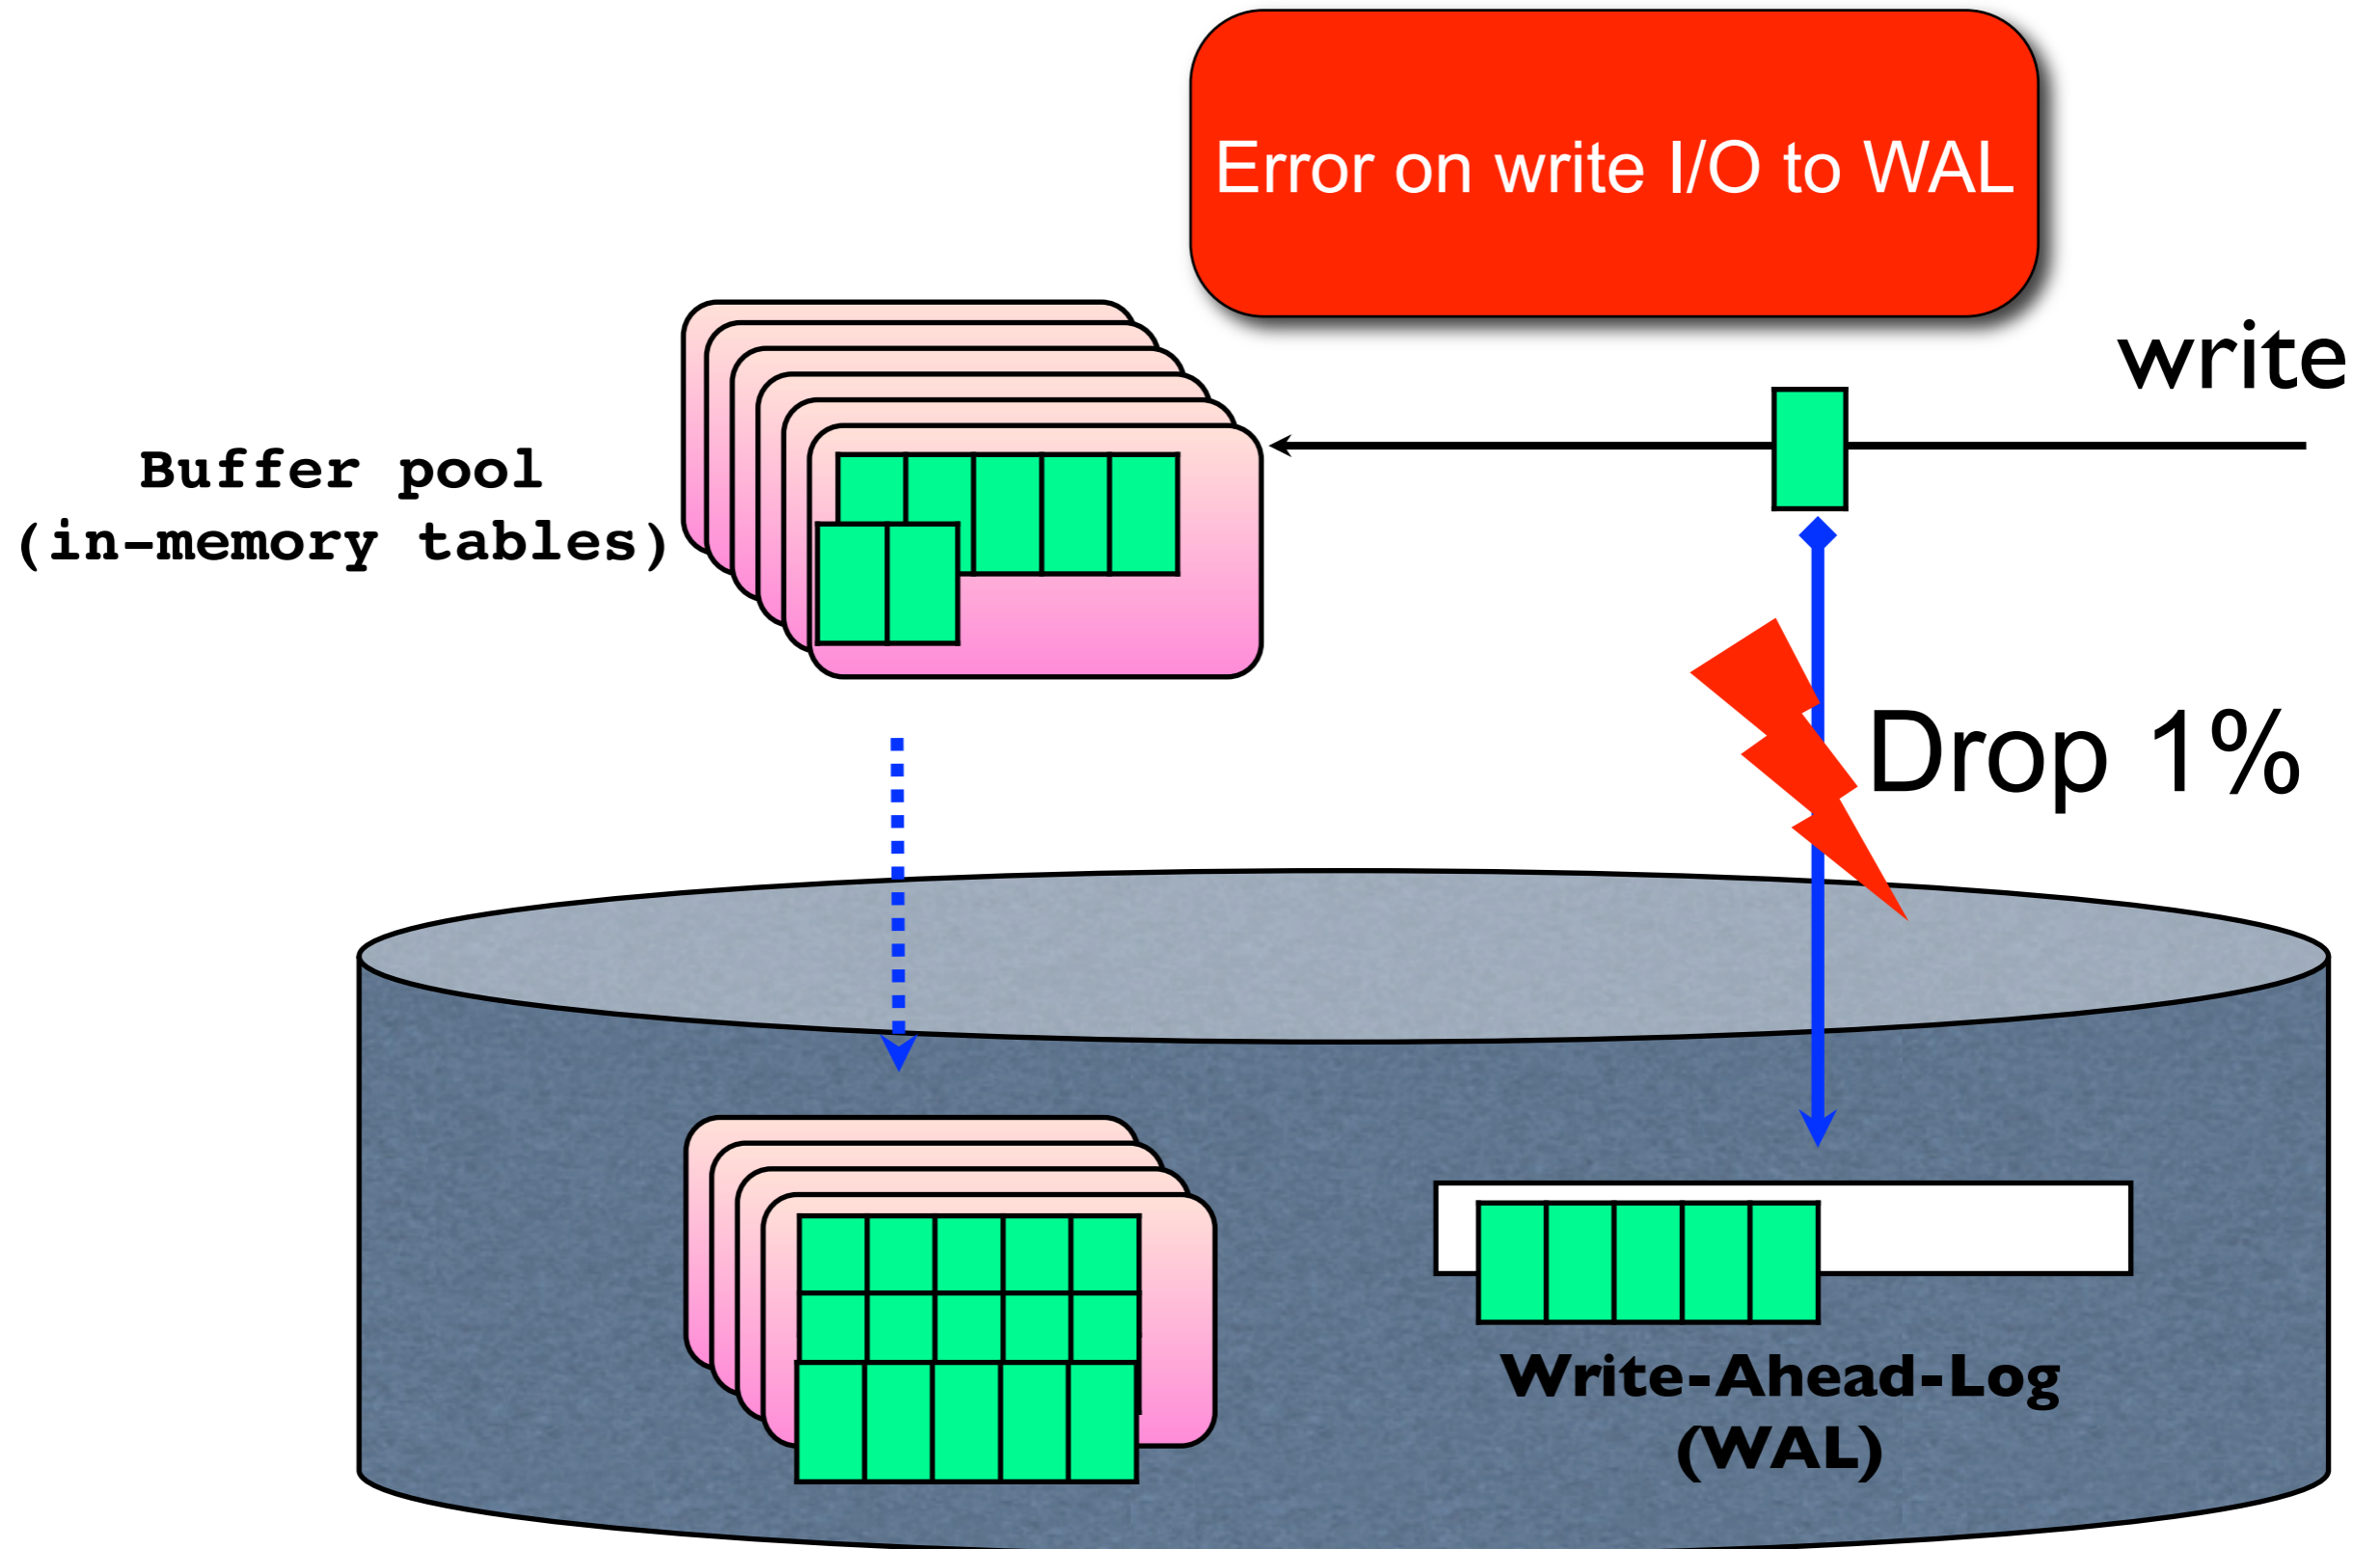 Error on write I/O to WAL
write
Buffer pool
(in-memory tables)
Drop 1%
Write-Ahead-Log
(WAL)